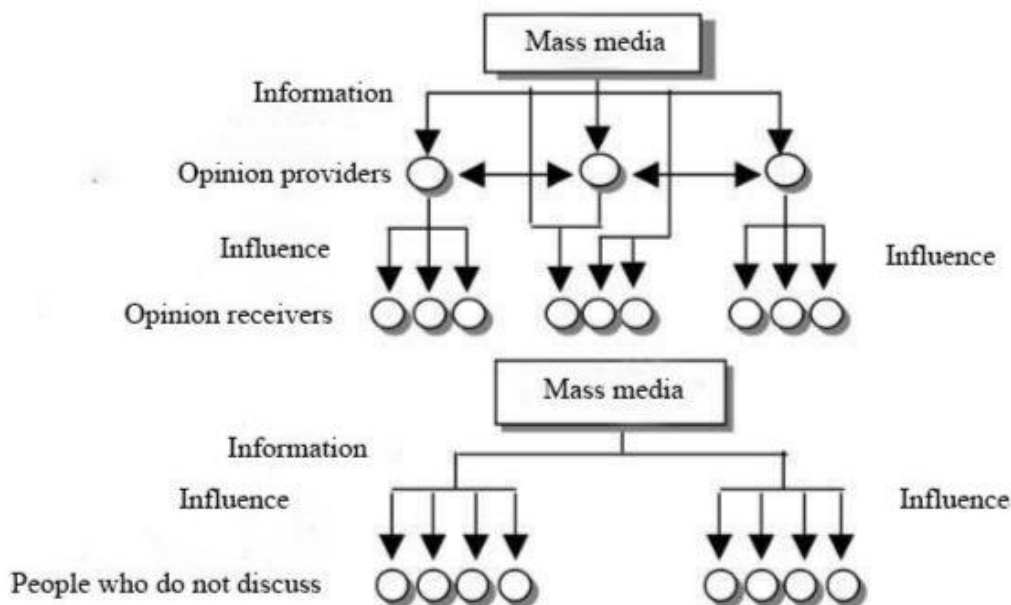 Mass media
Information
Opinion providers
Influence
Influence
Opinion receivers
Mass media
Information
Influence
Influence
People who do not discuss